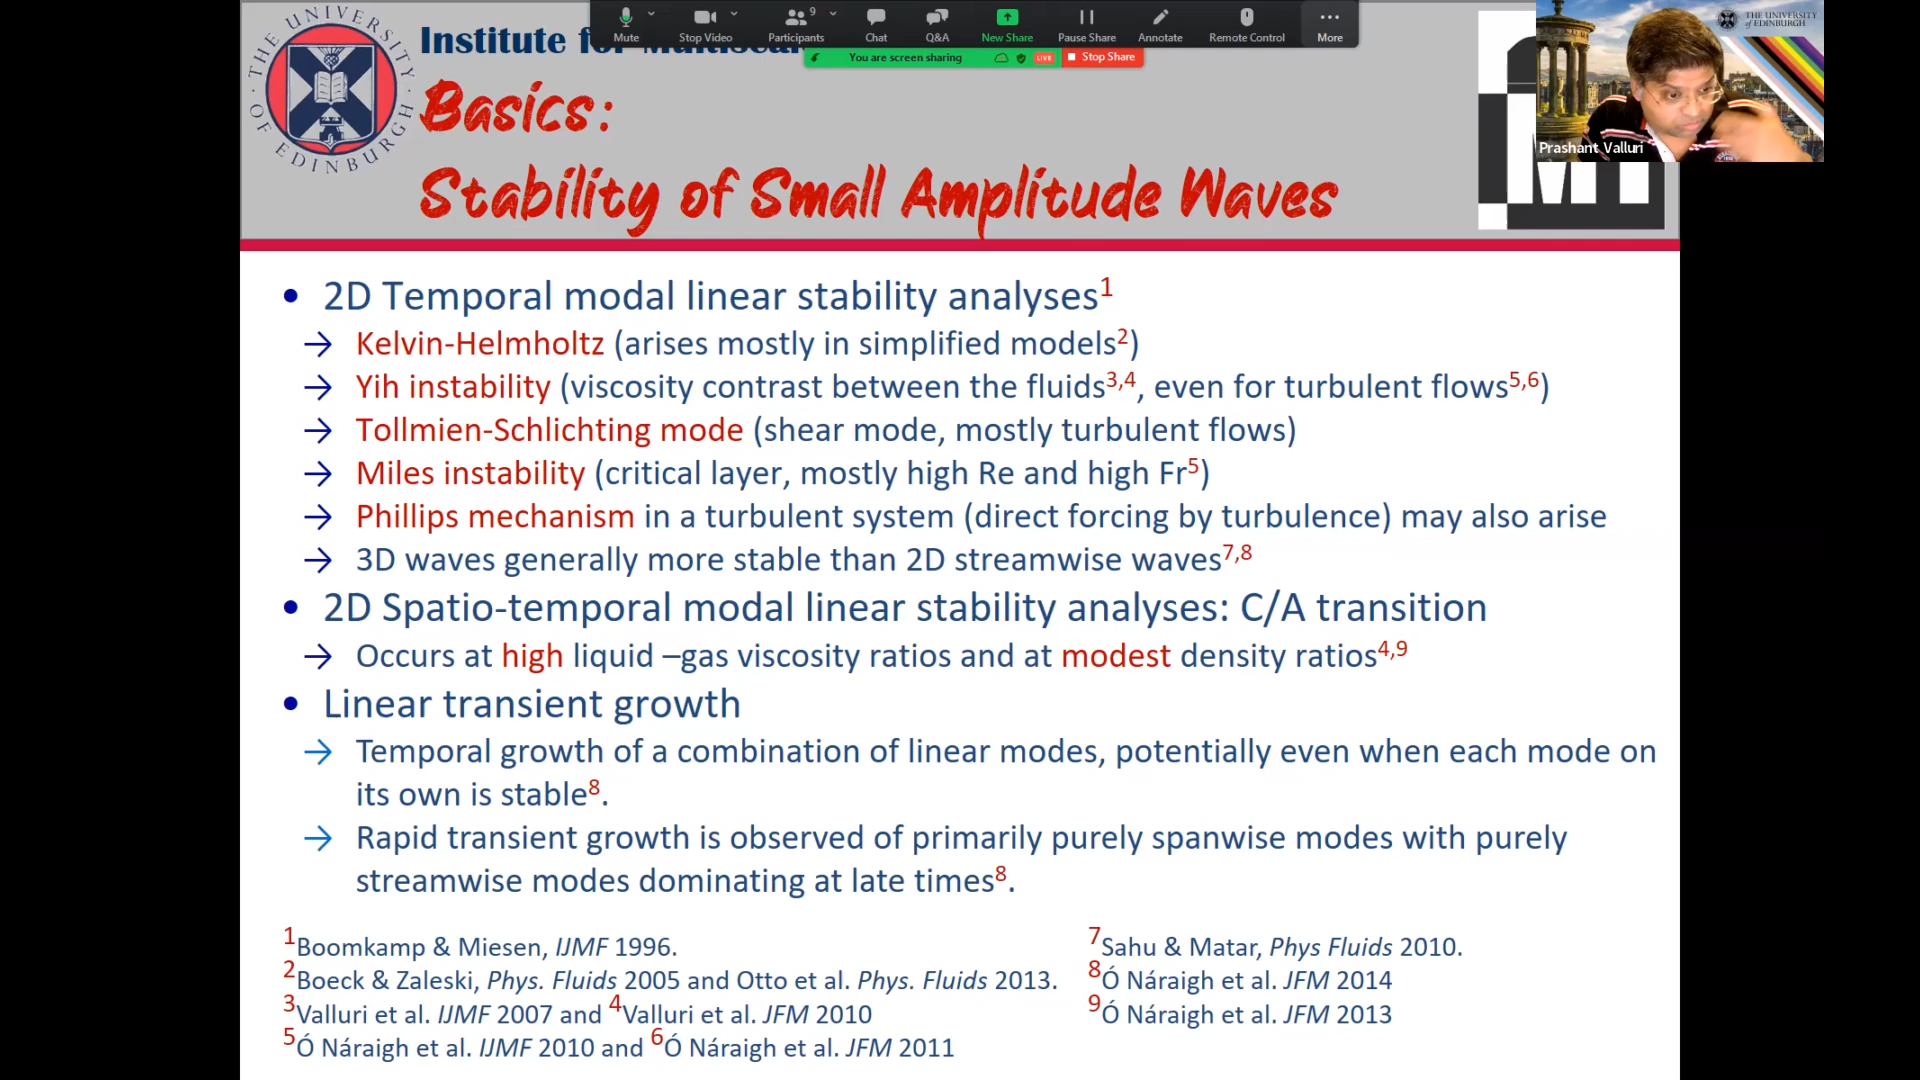 Mute
Stop Video
9
Participants
Chat
Q&A
New Share
Pause Share
Annotate
Remote Control
More
You are screen sharing
LIVE
Stop Share
THE UNIVERSITY OF EDINBURGH
Institute for Multiscal
Basics:
Stability of Small Amplitude Waves
THE UNIVERSITY
of EDINBURGH
Prashant Valluri
• 2D Temporal modal linear stability analyses1
→ Kelvin-Helmholtz (arises mostly in simplified models2)
→ Yih instability (viscosity contrast between the fluids3,4, even for turbulent flows5,6)
→ Tollmien-Schlichting mode (shear mode, mostly turbulent flows)
→ Miles instability (critical layer, mostly high Re and high Fr5)
→ Phillips mechanism in a turbulent system (direct forcing by turbulence) may also arise
→ 3D waves generally more stable than 2D streamwise waves7,8
• 2D Spatio-temporal modal linear stability analyses: C/A transition
→ Occurs at high liquid –gas viscosity ratios and at modest density ratios4,9
• Linear transient growth
→ Temporal growth of a combination of linear modes, potentially even when each mode on
its own is stable8.
→ Rapid transient growth is observed of primarily purely spanwise modes with purely
streamwise modes dominating at late times8.
1Boomkamp & Miesen, IJMF 1996.
2Boeck & Zaleski, Phys. Fluids 2005 and Otto et al. Phys. Fluids 2013.
3Valluri et al. IJMF 2007 and 4Valluri et al. JFM 2010
5Ó Náraigh et al. IJMF 2010 and 6Ó Náraigh et al. JFM 2011
7Sahu & Matar, Phys Fluids 2010.
8Ó Náraigh et al. JFM 2014
9Ó Náraigh et al. JFM 2013